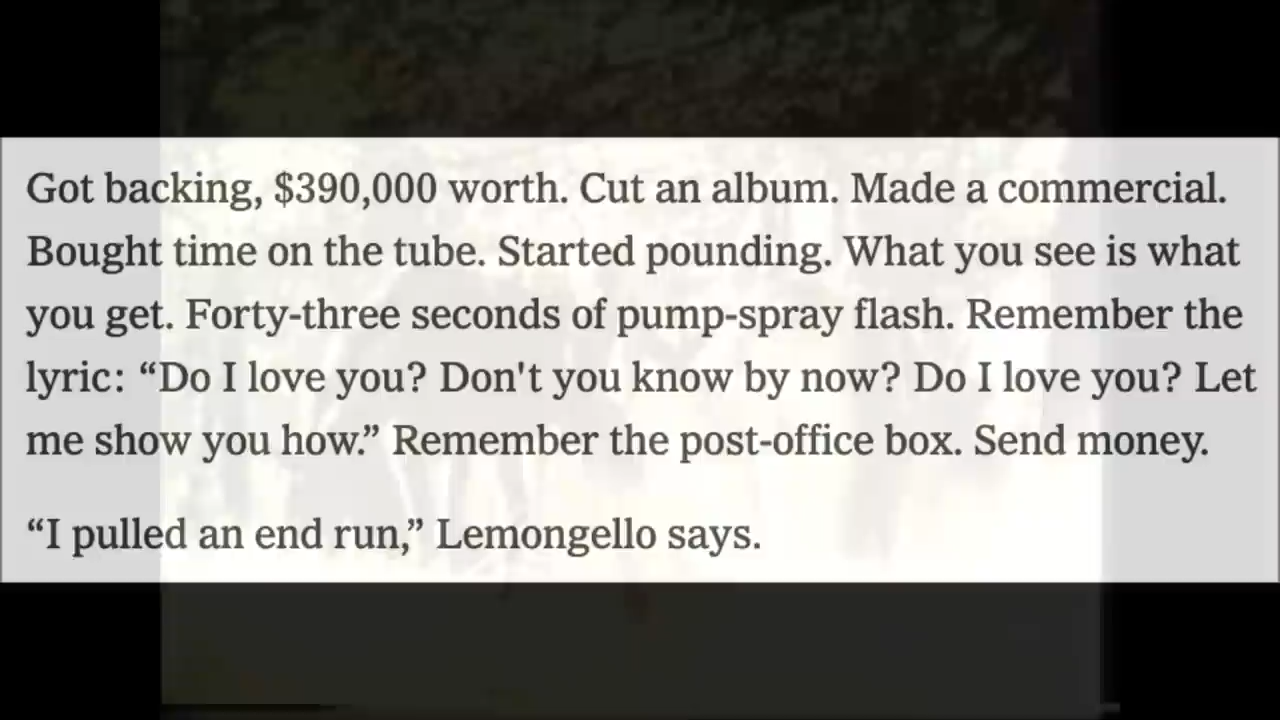 Got backing, $390,000 worth. Cut an album. Made a commercial.
Bought time on the tube. Started pounding. What you see is what
you get. Forty-three seconds of pump-spray flash. Remember the
lyric: “Do I love you? Don't you know by now? Do I love you? Let
me show you how.” Remember the post-office box. Send money.
“I pulled an end run,” Lemongello says.